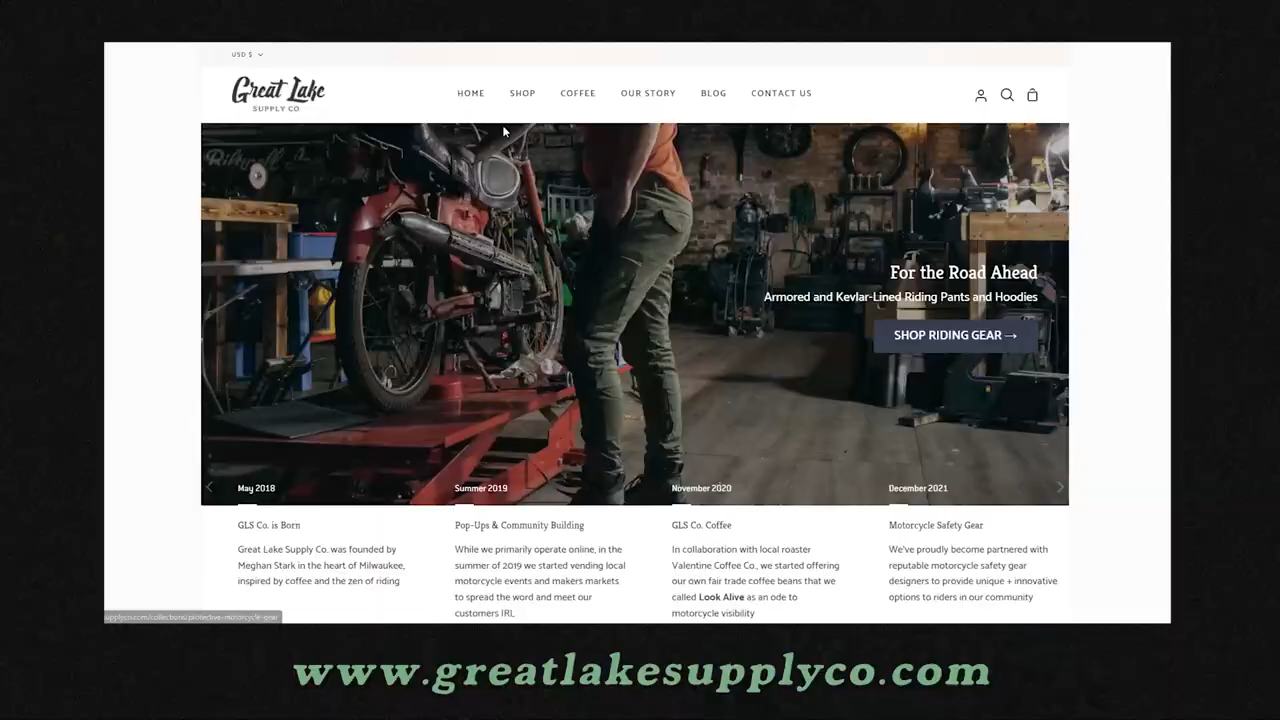 USD $
Great Lake
SUPPLY CO
HOME SHOP COFFEE OUR STORY BLOG CONTACT US
For the Road Ahead
Armored and Kevlar-Lined Riding Pants and Hoodies
SHOP RIDING GEAR →
May 2018
GLS Co. is Born
Great Lake Supply Co. was founded by
Meghan Stark in the heart of Milwaukee,
inspired by coffee and the zen of riding
Summer 2019
Pop-Ups & Community Building
While we primarily operate online, in the
summer of 2019 we started vending local
motorcycle events and makers markets
to spread the word and meet our
customers IRL
November 2020
GLS Co. Coffee
In collaboration with local roaster
Valentine Coffee Co., we started offering
our own fair trade coffee beans that we
called Look Alive as an ode to
motorcycle visibility
December 2021
Motorcycle Safety Gear
We've proudly become partnered with
reputable motorcycle safety gear
designers to provide unique + innovative
options to riders in our community
supplyco.com/collections/protective-motorcycle-gear
www.greatlakesupplyco.com